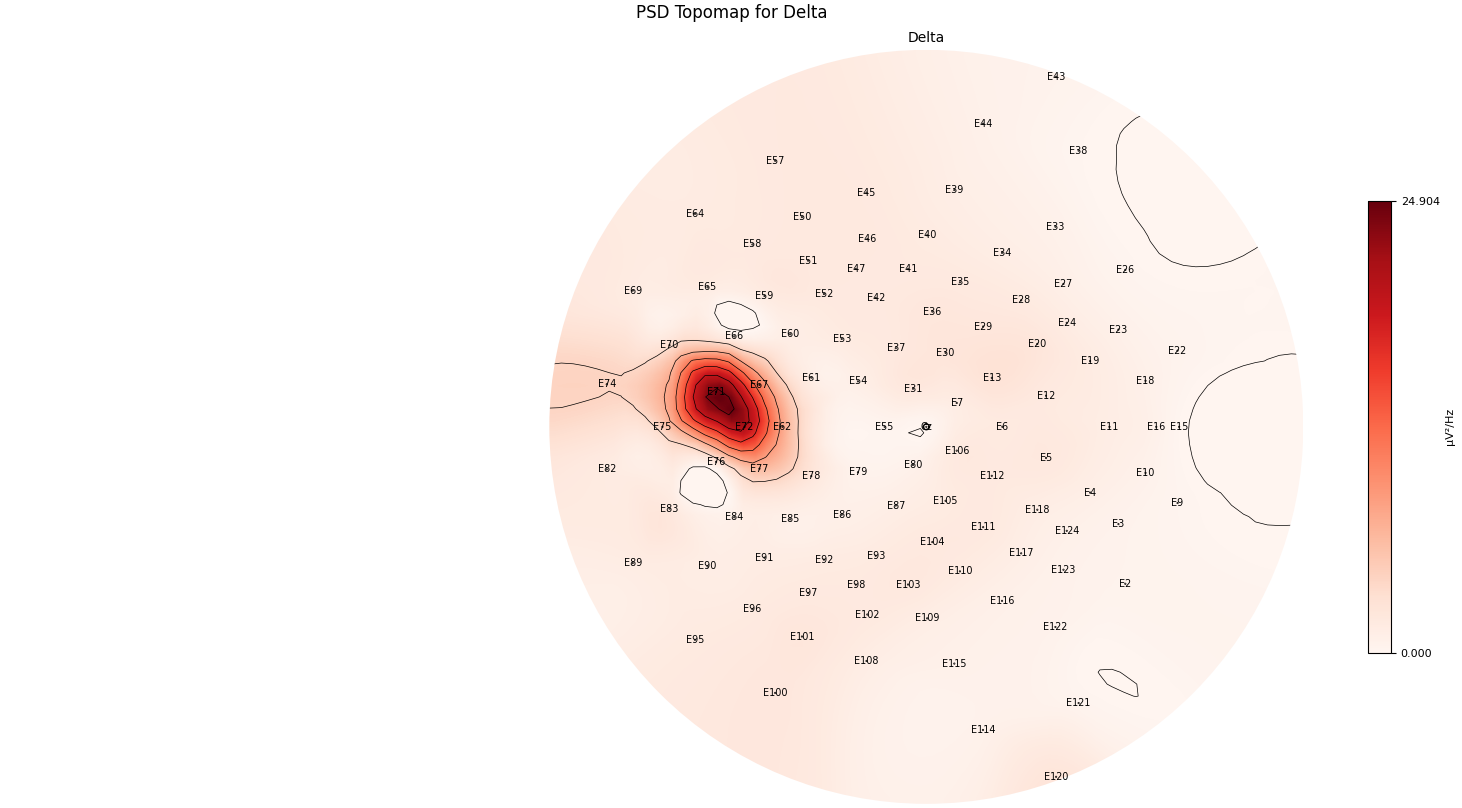 PSD Topomap for Delta
Delta
E43
E44
E38
E57
E45 E39
E64 E50
E33
E46 E40
E58 E34
E51
E47 E41 E26
E35 E27
E69 E65 E59 E52 E42 E28
E36
E29 E24 E23
E66 E60 E53 E20
E70 E37 E30 E22
E19
E74 E71 E67 E61 E54 E31 E13 E18
E7 E12
E75 E72 E62 E55 Cz E6 E11 E16 E15
E106 E5
E82 E76 E77 E78 E79 E80 E112 E10
E4
E83 E87 E105 E118 E9
E84 E85 E86 E111 E124 E3
E104
E89 E90 E91 E92 E93 E110 E117 E123
E97 E98 E103 E2
E96 E102 E109 E116
E95 E101 E122
E108 E115
E100 E121
E114
E120
24.904
0.000
µV²/Hz